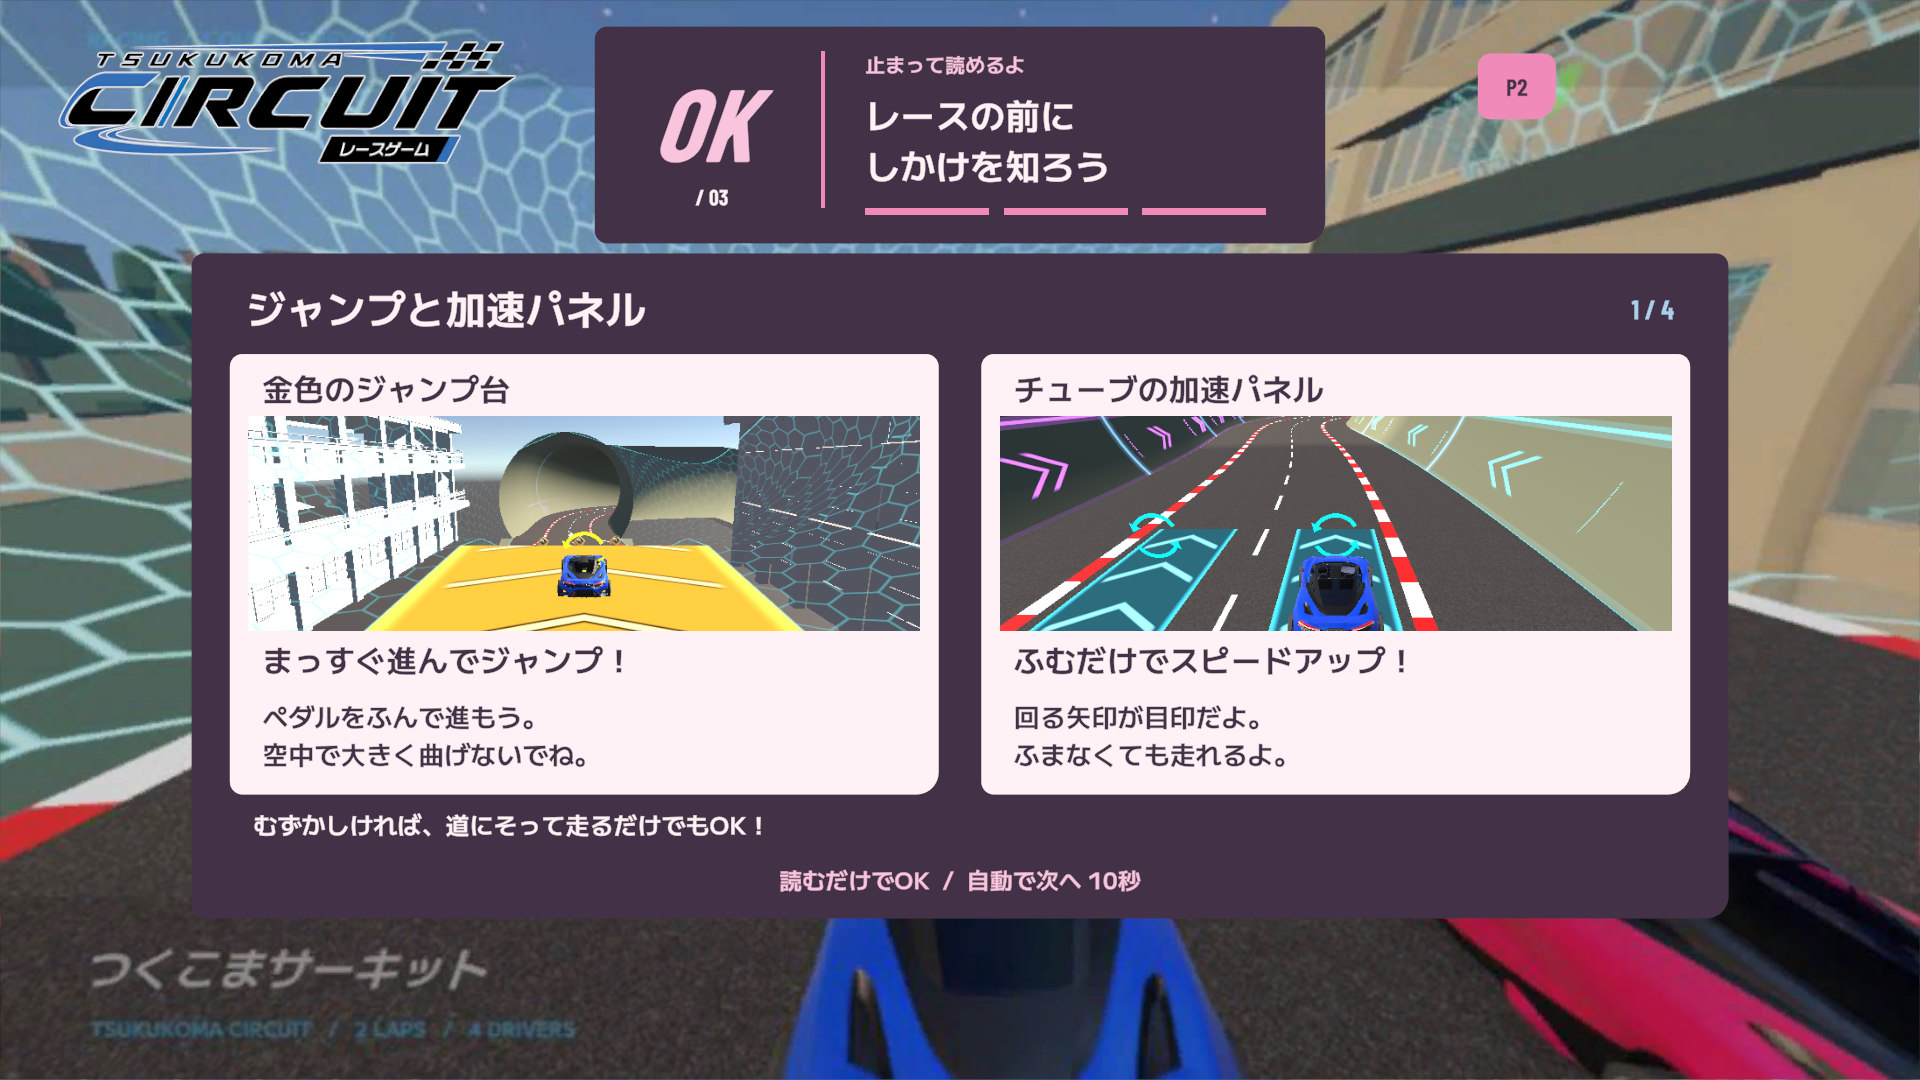 TSUKUKOMA
CIRCUIT
レースゲーム
OK
/ 03
止まって読めるよ
レースの前に
しかけを知ろう
P2
ジャンプと加速パネル
1 / 4
金色のジャンプ台
まっすぐ進んでジャンプ！
ペダルをふんで進もう。
空中で大きく曲げないでね。
チューブの加速パネル
ふむだけでスピードアップ！
回る矢印が目印だよ。
ふまなくても走れるよ。
むずかしければ、道にそって走るだけでもOK！
読むだけでOK / 自動で次へ 10秒
つくこまサーキット
TSUKUKOMA CIRCUIT / 2 LAPS / 4 DRIVERS